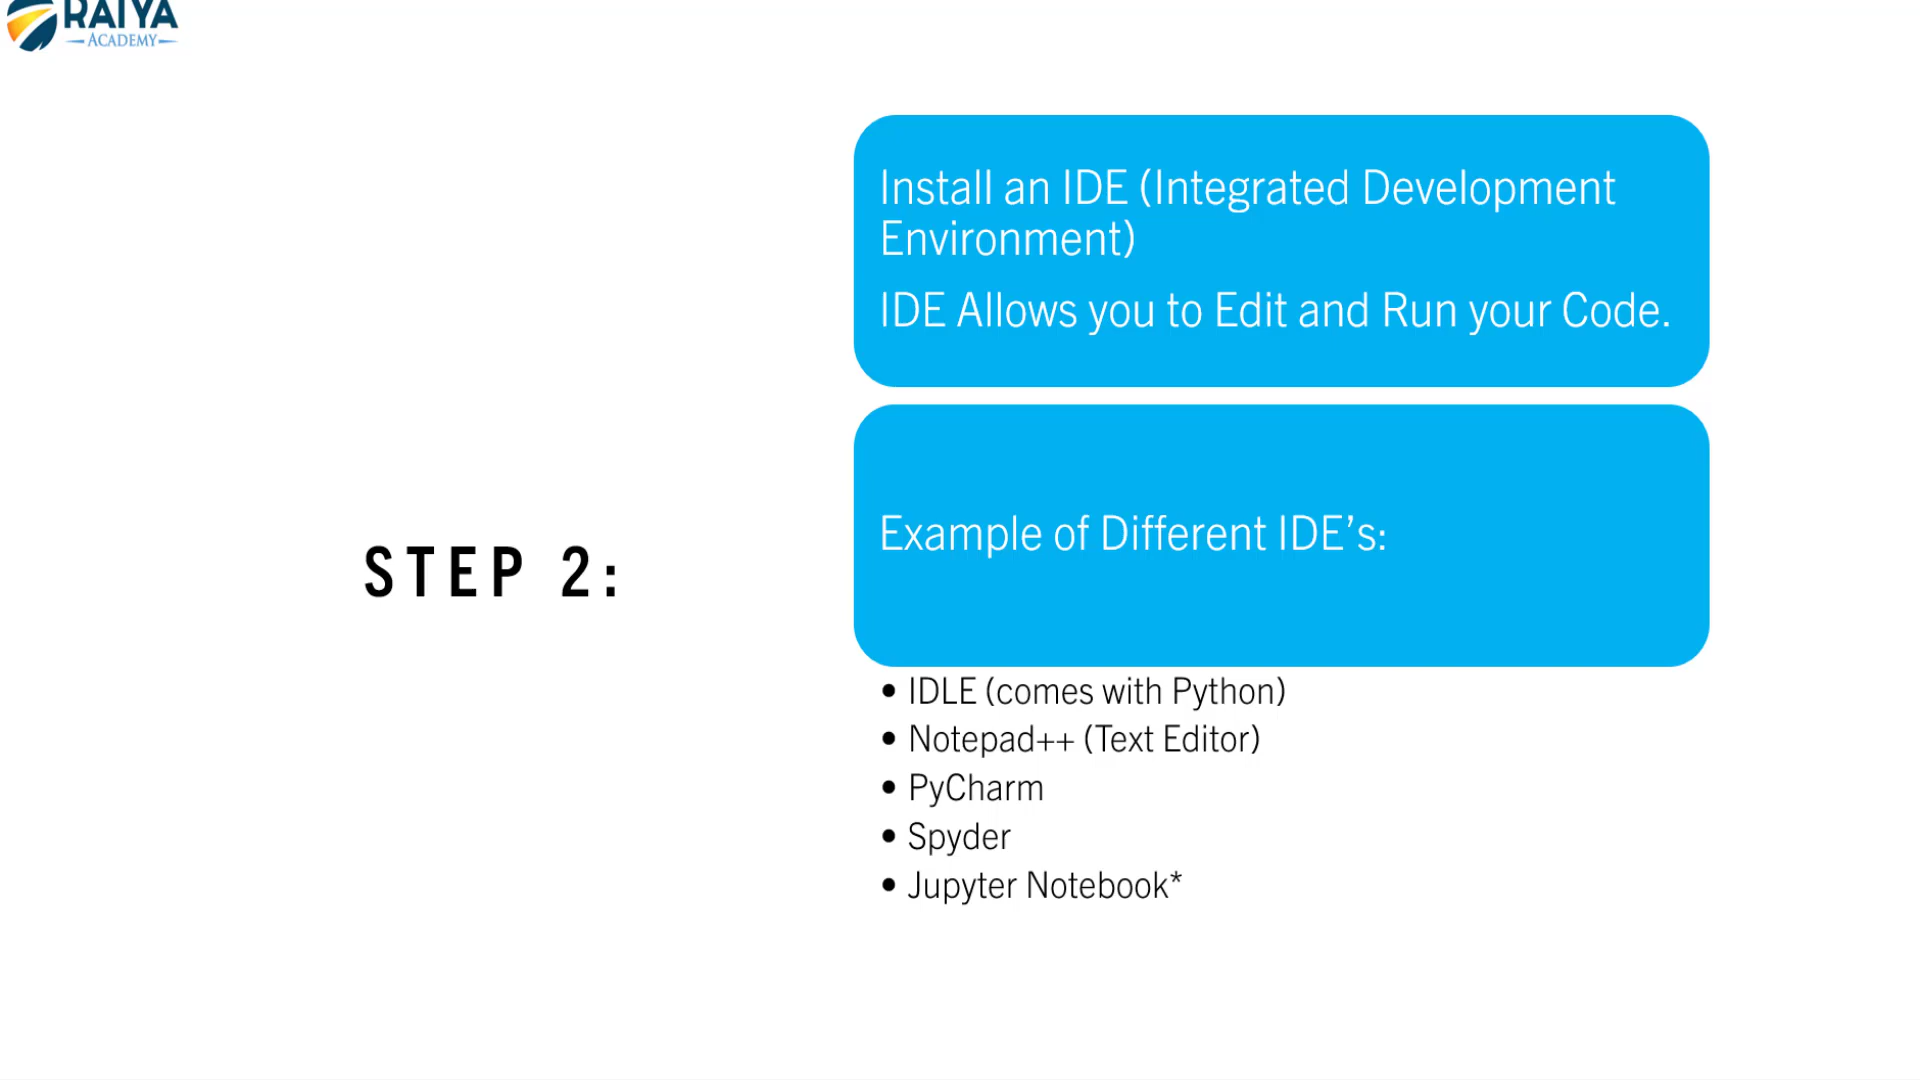 RAIYA
ACADEMY
STEP 2:
Install an IDE (Integrated Development
Environment)
IDE Allows you to Edit and Run your Code.
Example of Different IDE’s:
• IDLE (comes with Python)
• Notepad++ (Text Editor)
• PyCharm
• Spyder
• Jupyter Notebook*